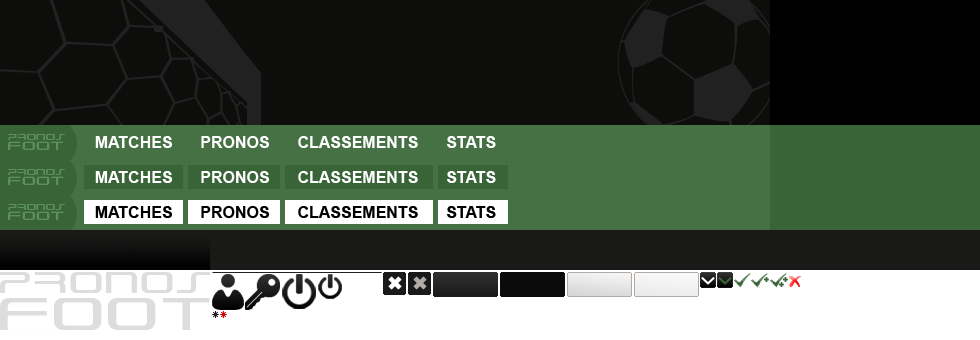 PRONOS
FOOT
MATCHES PRONOS CLASSEMENTS STATS
PRONOS
FOOT
MATCHES PRONOS CLASSEMENTS STATS
PRONOS
FOOT
MATCHES PRONOS CLASSEMENTS STATS
PRONOS
FOOT
**